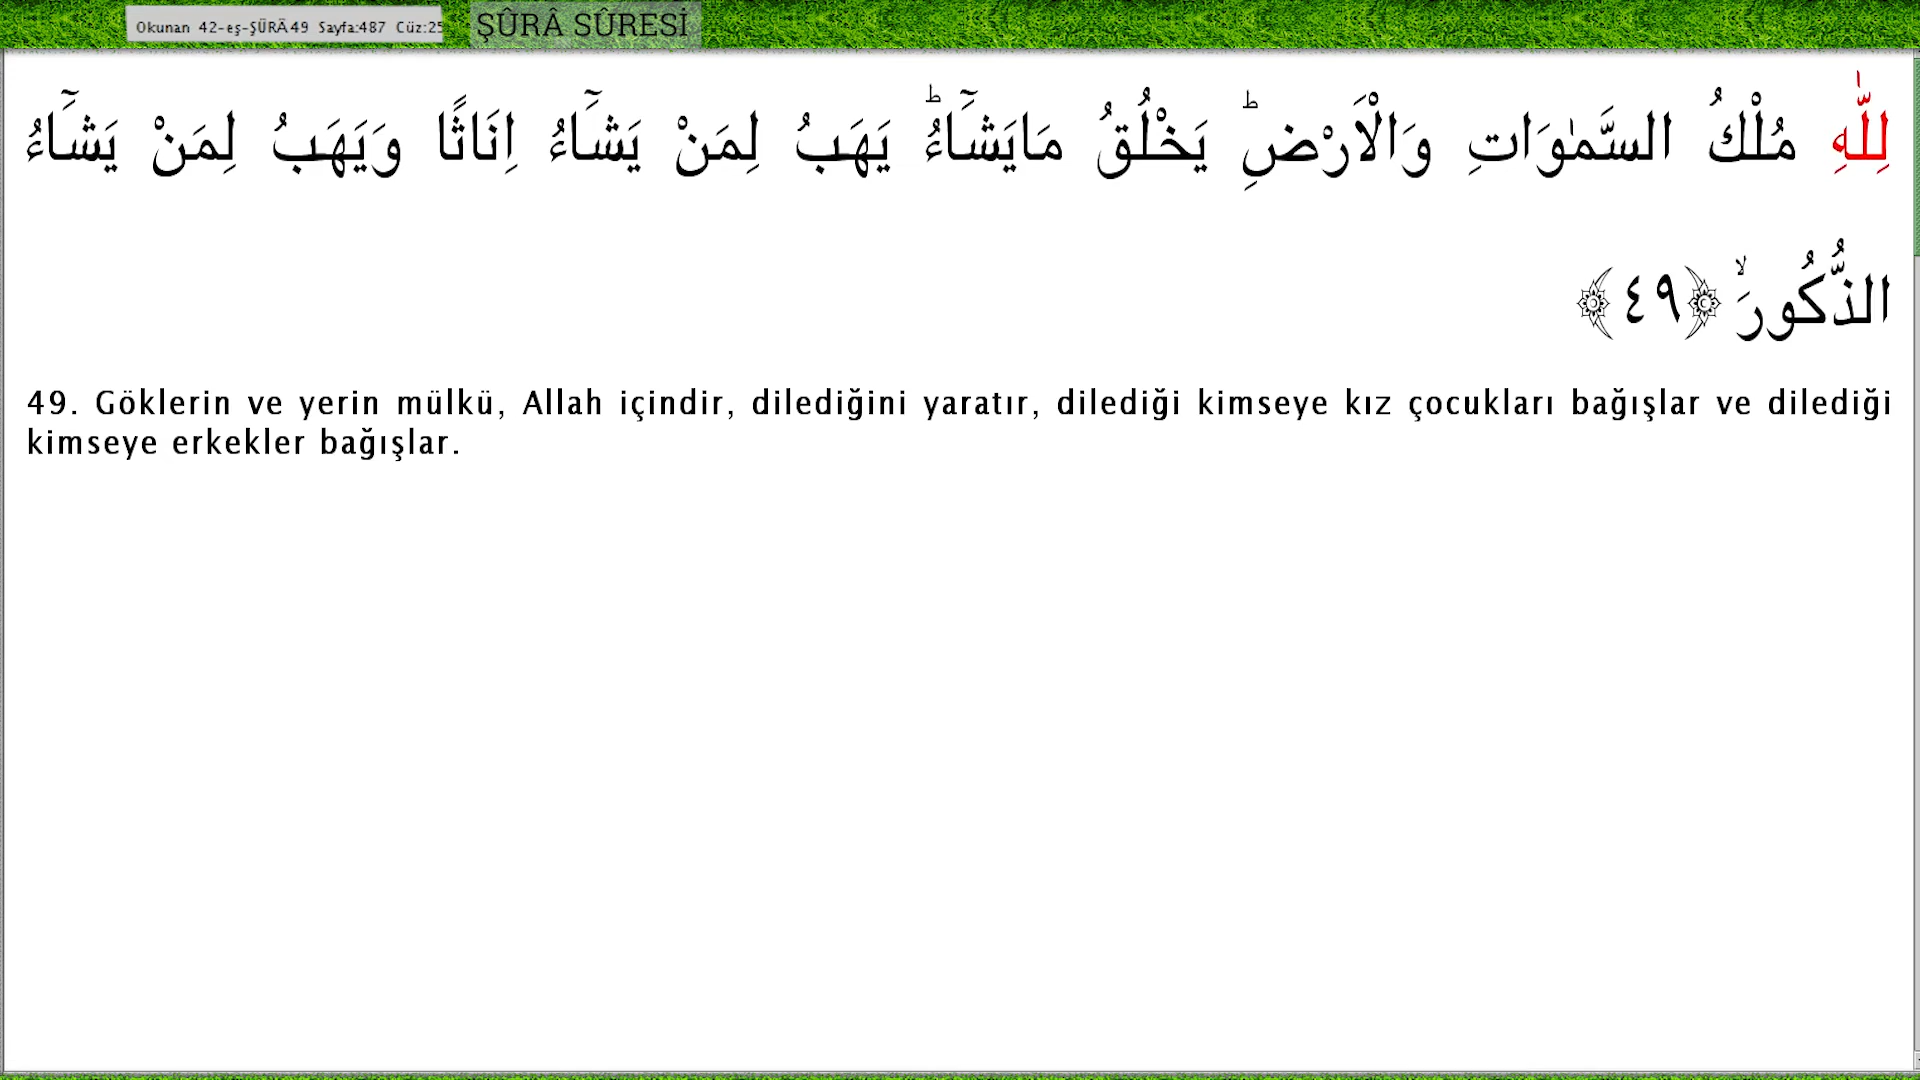 Okunan 42-eş-ŞÛRÂ 49 Sayfa:487 Cüz:25
ŞÛRÂ SÛRESİ
لِلّٰهِ مُلْكُ السَّمٰوَاتِ وَالْاَرْضِۜ يَخْلُقُ مَايَشَٓاءُۜ يَهَبُ لِمَنْ يَشَٓاءُ اِنَاثًا وَيَهَبُ لِمَنْ يَشَٓاءُ
الذُّكُورَۙ ﴿٤٩﴾
49. Göklerin ve yerin mülkü, Allah içindir, dilediğini yaratır, dilediği kimseye kız çocukları bağışlar ve dilediği
kimseye erkekler bağışlar.